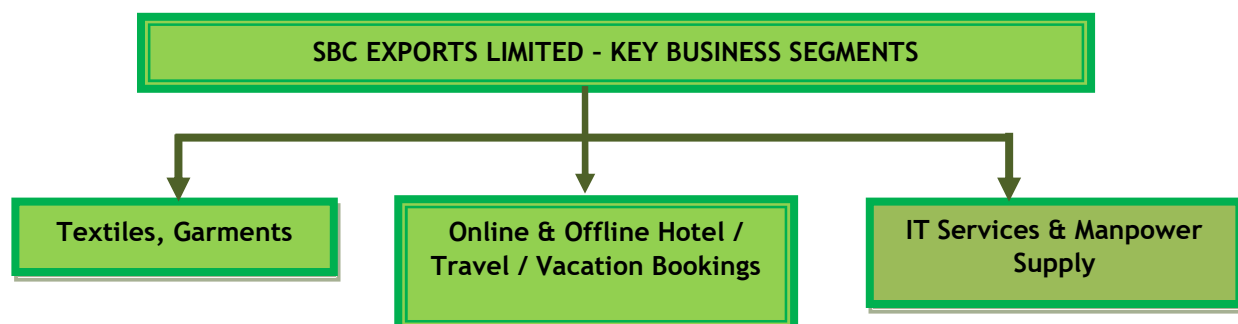 SBC EXPORTS LIMITED – KEY BUSINESS SEGMENTS
Textiles, Garments
Online & Offline Hotel /
Travel / Vacation Bookings
IT Services & Manpower
Supply